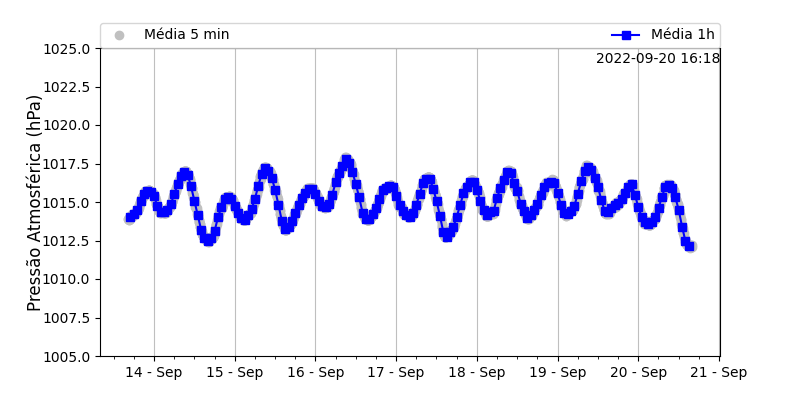 Média 5 min
Média 1h
2022-09-20 16:18
Pressão Atmosférica (hPa)
1025.0
1022.5
1020.0
1017.5
1015.0
1012.5
1010.0
1007.5
1005.0
14 - Sep
15 - Sep
16 - Sep
17 - Sep
18 - Sep
19 - Sep
20 - Sep
21 - Sep